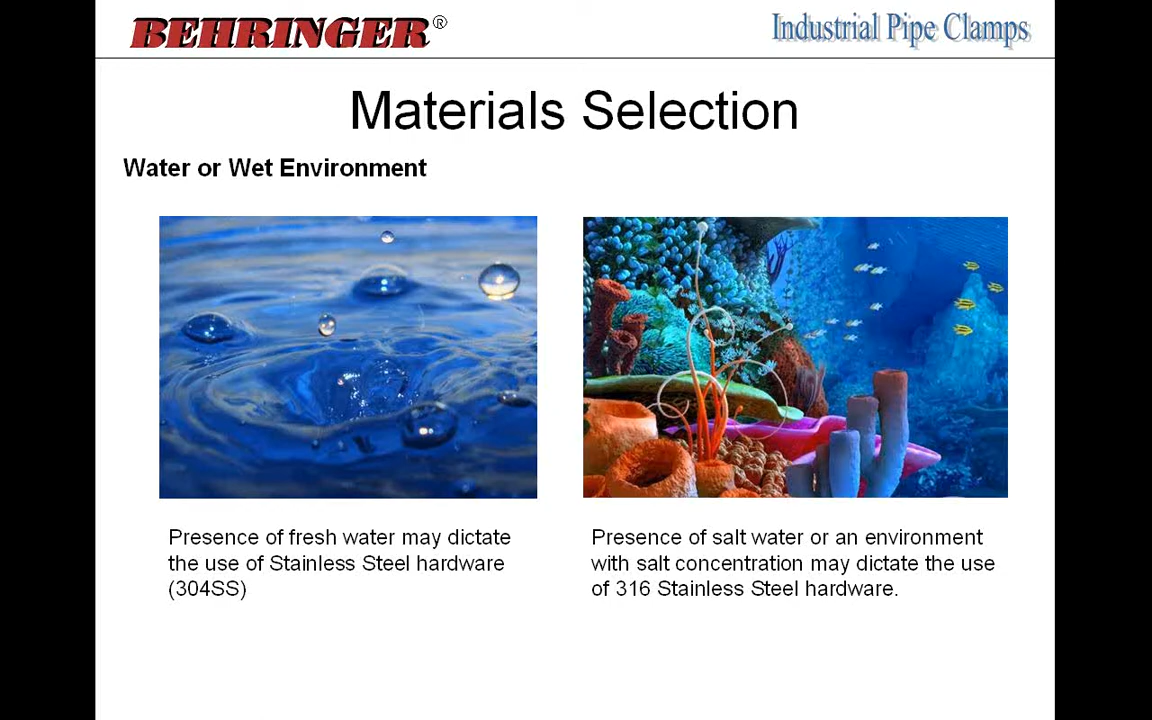 BEHRINGER®
Industrial Pipe Clamps
Materials Selection
Water or Wet Environment
Presence of fresh water may dictate
the use of Stainless Steel hardware
(304SS)
Presence of salt water or an environment
with salt concentration may dictate the use
of 316 Stainless Steel hardware.